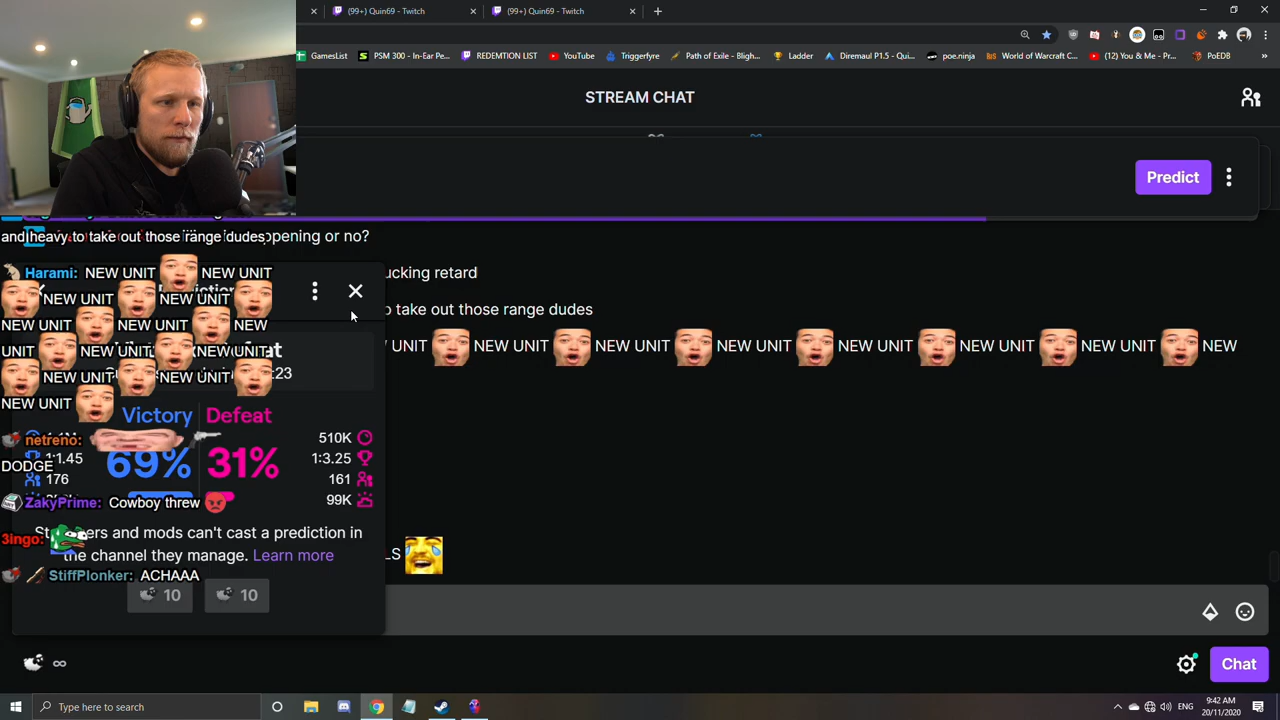 (99+) Quin69 - Twitch
(99+) Quin69 - Twitch
GamesList
PSM 300 - In-Ear Pe...
REDEMTION LIST
YouTube
Triggerfyre
Path of Exile - Bligh...
Ladder
Diremaul P1.5 - Qui...
poe.ninja
World of Warcraft C...
(12) You & Me - Pr...
PoEDB
STREAM CHAT
Predict
and heavy to take out those range dudes
opening or no?
Harami: NEW UNIT NEW UNIT
ucking retard
NEW UNIT NEW UNIT
take out those range dudes
NEW UNIT NEW UNIT NEW
UNIT NEW UNIT NEW UNIT NEW UNIT NEW UNIT NEW UNIT NEW UNIT NEW
UNIT NEW UNIT NEW UNIT
NEW UNIT NEW UNIT
NEW UNIT
Victory Defeat
netreno:
510K
DODGE
1:1.45
69% 31%
1:3.25
176
161
ZakyPrime: Cowboy threw
99K
ers and mods can't cast a prediction in
3ingo:
the channel they manage. Learn more
LS
StiffPlonker: ACHAAA
10
10
∞
Chat
Type here to search
ENG
9:42 AM
20/11/2020